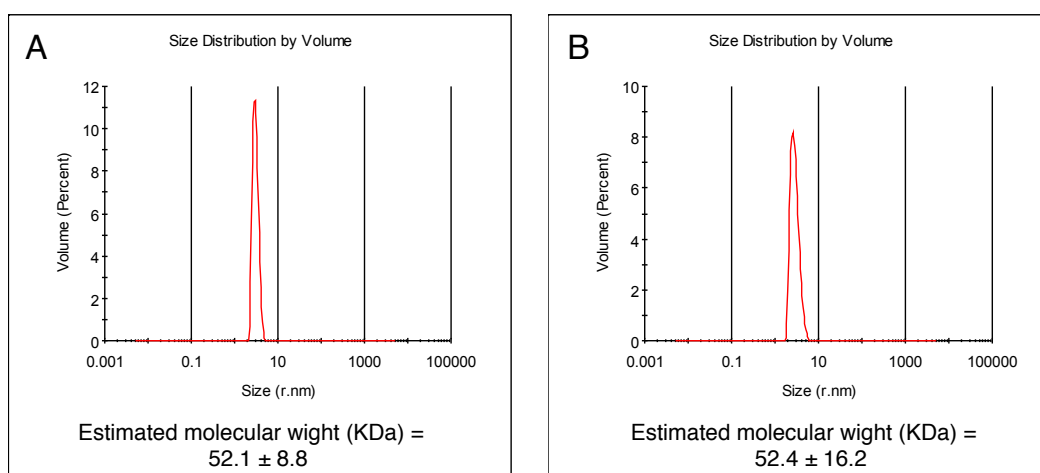 A
Size Distribution by Volume
Volume (Percent)
12
10
8
6
4
2
0
0.001 0.1 10 1000 100000
Size (r.nm)
Estimated molecular wight (KDa) =
52.1 ± 8.8
B
Size Distribution by Volume
Volume (Percent)
10
8
6
4
2
0
0.001 0.1 10 1000 100000
Size (r.nm)
Estimated molecular wight (KDa) =
52.4 ± 16.2